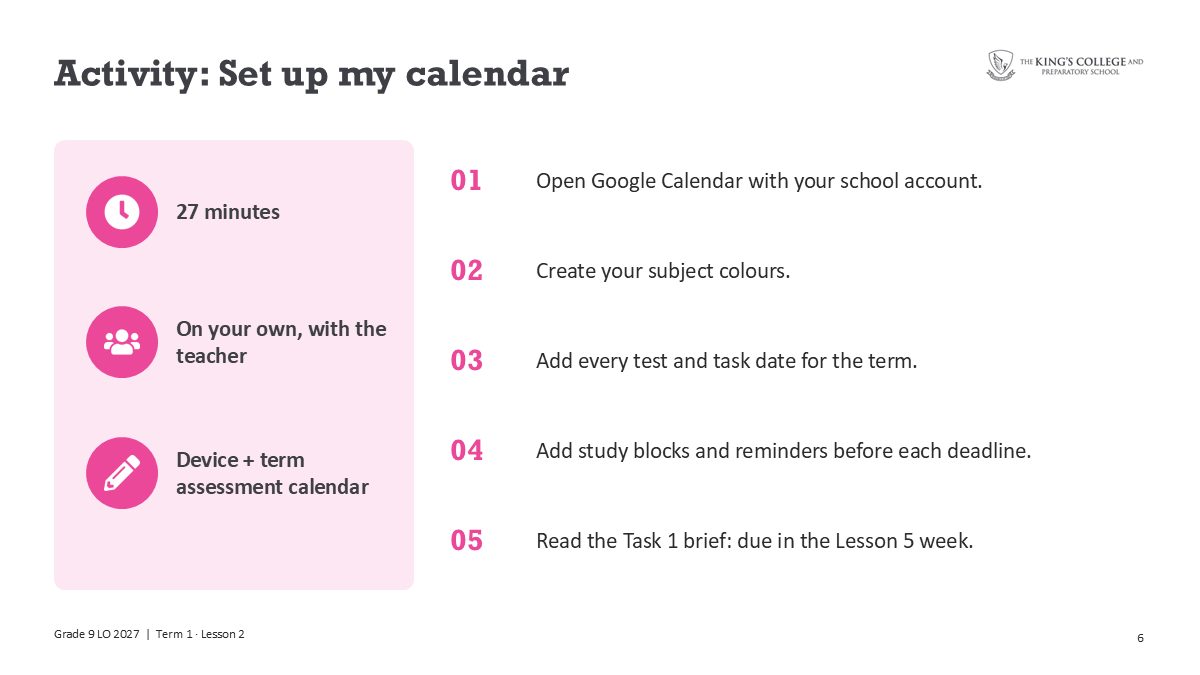 Activity: Set up my calendar
THE KING'S COLLEGE AND
PREPARATORY SCHOOL
27 minutes
On your own, with the
teacher
Device + term
assessment calendar
01 Open Google Calendar with your school account.
02 Create your subject colours.
03 Add every test and task date for the term.
04 Add study blocks and reminders before each deadline.
05 Read the Task 1 brief: due in the Lesson 5 week.
Grade 9 LO 2027 | Term 1 · Lesson 2
6